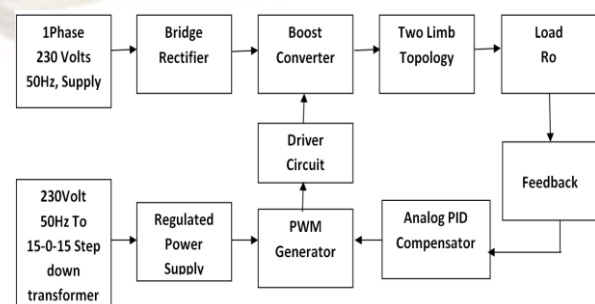 1Phase
230 Volts
50Hz, Supply
Bridge
Rectifier
Boost
Converter
Two Limb
Topology
Load
Ro
Driver
Circuit
Feedback
230Volt
50Hz To
15-0-15 Step
down
transformer
Regulated
Power
Supply
PWM
Generator
Analog PID
Compensator